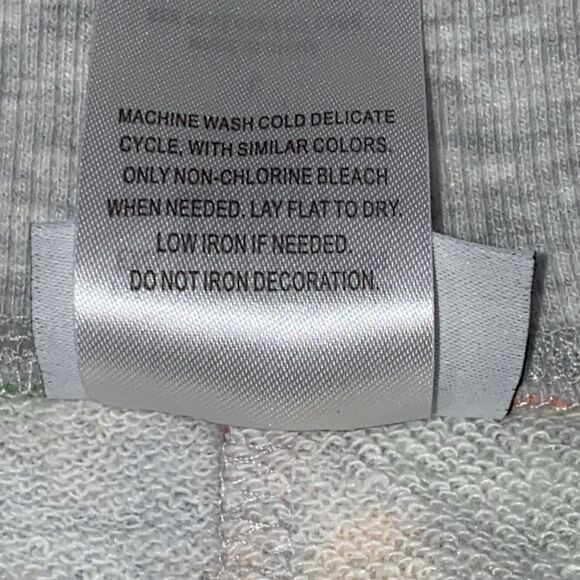 MACHINE WASH COLD DELICATE
CYCLE, WITH SIMILAR COLORS.
ONLY NON-CHLORINE BLEACH
WHEN NEEDED. LAY FLAT TO DRY.
LOW IRON IF NEEDED.
DO NOT IRON DECORATION.